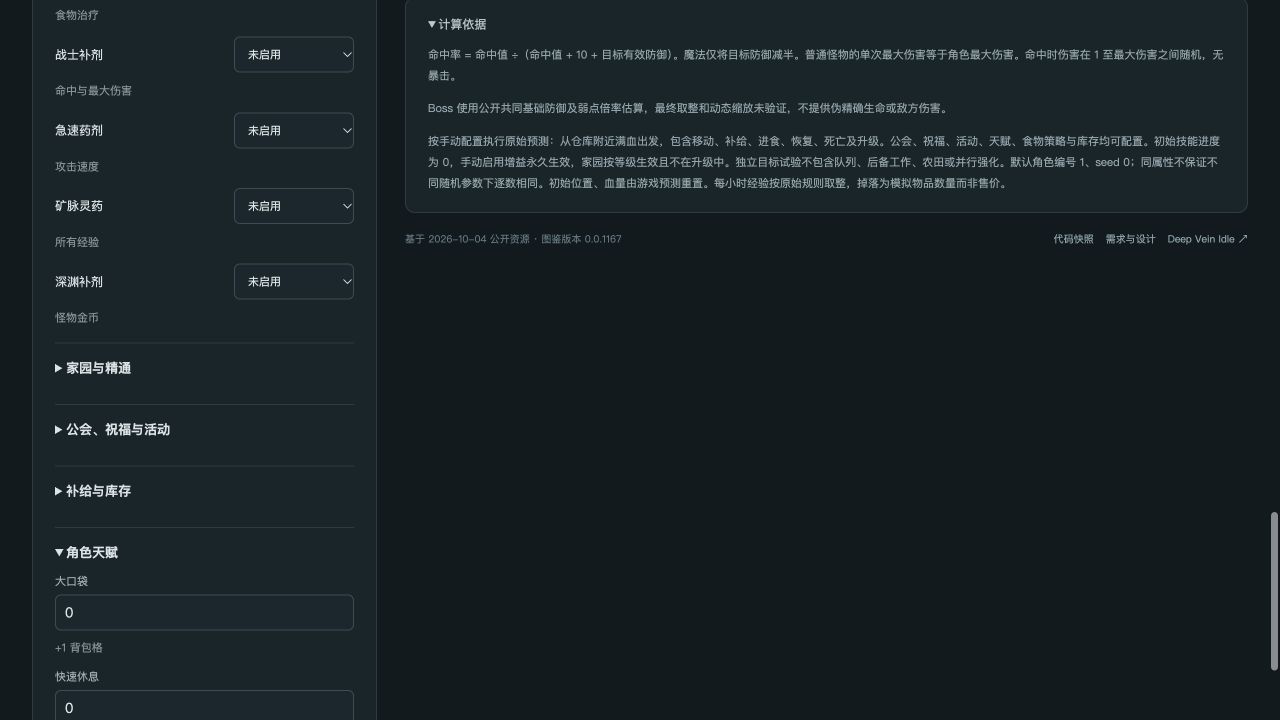 食物治疗
战士补剂
未启用
命中与最大伤害
急速药剂
未启用
攻击速度
矿脉灵药
未启用
所有经验
深渊补剂
未启用
怪物金币
▶ 家园与精通
▶ 公会、祝福与活动
▶ 补给与库存
▼ 角色天赋
大口袋
0
+1 背包格
快速休息
0
▼ 计算依据
命中率 = 命中值 ÷（命中值 + 10 + 目标有效防御）。魔法仅将目标防御减半。普通怪物的单次最大伤害等于角色最大伤害。命中时伤害在 1 至最大伤害之间随机，无
暴击。
Boss 使用公开共同基础防御及弱点倍率估算，最终取整和动态缩放未验证，不提供伪精确生命或敌方伤害。
按手动配置执行原始预测：从仓库附近满血出发，包含移动、补给、进食、恢复、死亡及升级。公会、祝福、活动、天赋、食物策略与库存均可配置。初始技能进度
为 0，手动启用增益永久生效，家园按等级生效且不在升级中。独立目标试验不包含队列、后备工作、农田或并行强化。默认角色编号 1、seed 0；同属性不保证不
同随机参数下逐数相同。初始位置、血量由游戏预测重置。每小时经验按原始规则取整，掉落为模拟物品数量而非售价。
基于 2026-10-04 公开资源 · 图鉴版本 0.0.1167
代码快照 需求与设计 Deep Vein Idle ↗